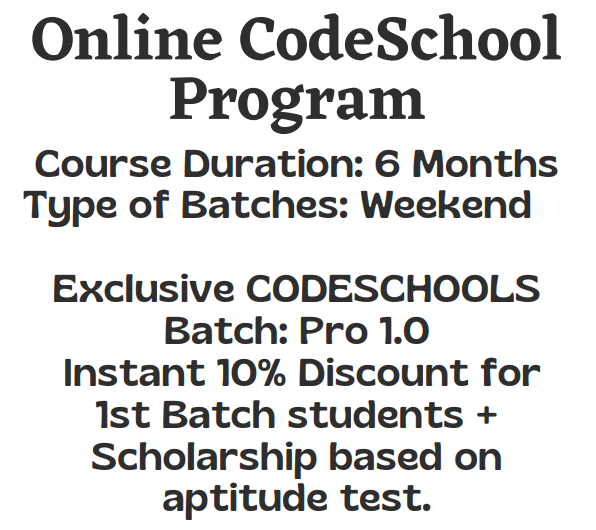 Online CodeSchool
Program
Course Duration: 6 Months
Type of Batches: Weekend
Exclusive CODESCHOOLS
Batch: Pro 1.0
Instant 10% Discount for
1st Batch students +
Scholarship based on
aptitude test.